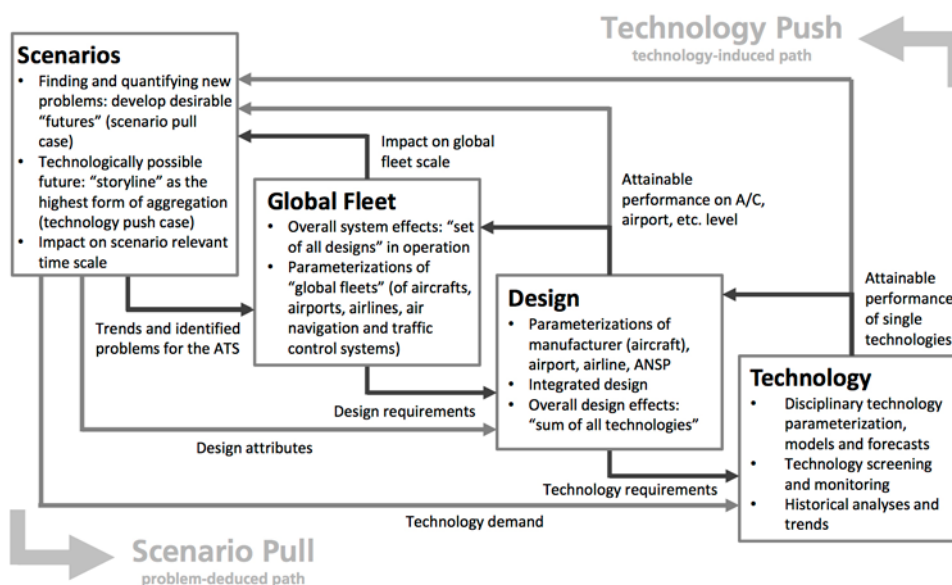 Technology Push
technology-induced path
Scenarios
• Finding and quantifying new
problems: develop desirable
“futures” (scenario pull
case)
• Technologically possible
future: “storyline” as the
highest form of aggregation
(technology push case)
• Impact on scenario relevant
time scale
Impact on global
fleet scale
Global Fleet
• Overall system effects: “set
of all designs” in operation
• Parameterizations of
“global fleets” (of aircrafts,
airports, airlines, air
navigation and traffic
control systems)
Attainable
performance on A/C,
airport, etc. level
Trends and identified
problems for the ATS
Design
• Parameterizations of
manufacturer (aircraft),
airport, airline, ANSP
• Integrated design
• Overall design effects:
“sum of all technologies”
Attainable
performance
of single
technologies
Design requirements
Design attributes
Technology
• Disciplinary technology
parameterization,
models and forecasts
• Technology screening
and monitoring
• Historical analyses and
trends
Technology requirements
Technology demand
Scenario Pull
problem-deduced path